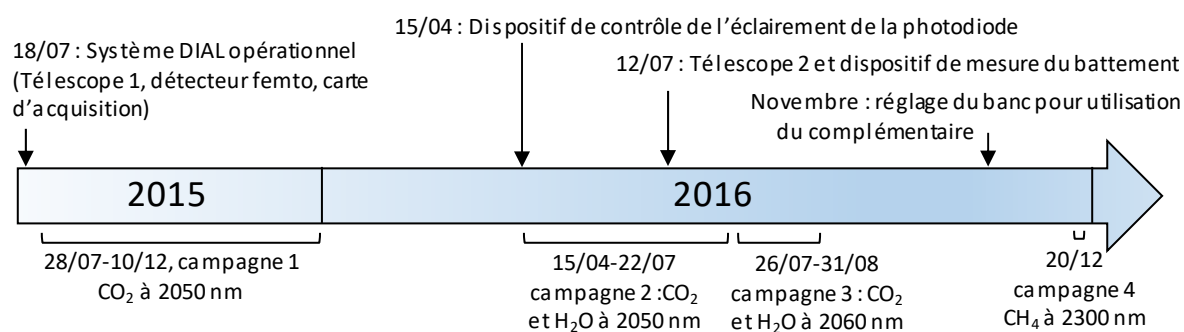 15/04 : Dispositif de contrôle de l'éclairement de la photodiode
18/07 : Système DIAL opérationnel
(Télescope 1, détecteur femto, carte
d'acquisition)
12/07 : Télescope 2 et dispositif de mesure du battement
Novembre : réglage du banc pour utilisation
du complémentaire
2015
2016
28/07-10/12, campagne 1
CO₂ à 2050 nm
15/04-22/07
campagne 2 :CO₂
et H₂O à 2050 nm
26/07-31/08
campagne 3 : CO₂
et H₂O à 2060 nm
20/12
campagne 4
CH₄ à 2300 nm